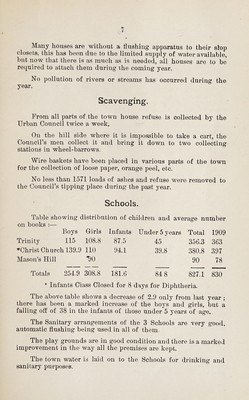 7
Many houses are without a flushing apparatus to their slop
closets, this has been due to the limited supply of water available,
but now that there is as much as is needed, all houses are to be
required to attach them during the coming year.
No pollution of rivers or streams has occurred during the
year.
Scavenging.
From all parts of the town house refuse is collected by the
Urban Council twice a week,
On the hill side where it is impossible to take a cart, the
Council's men collect it and bring it down to two collecting
stations in wheel-barrows.
Wire baskets have been placed in various parts of the town
for the collection of loose paper, orange peel, etc.
No less than 1571 loads of ashes and refuse were removed to
the Council's tipping place during the past year.
Schools.
Table showing distribution of children and average number
on books :—
Boys Girls Infants Under 5 years Total 1909
Trinity 115 108.8 87.5 45 356.3 363
*Christ Church 139.9 110 94.1 39.8 380.8 397
Mason's Hill *90 90 78
Totals 254.9 308.8 181.6 84.8 827.1 830
* Infants Class Closed for 8 days for Diphtheria.
The above table shows a decrease of 2.9 only from last year ;
there has been a marked increase of the boys and girls, but a
falling off of 38 in the infants of those under 5 years of age.
The Sanitary arrangements of the 3 Schools are very good,
automatic flushing being used in all of them.
The play grounds are in good condition and there is a marked
improvement in the way all the premises are kept.
The town water is laid on to the Schools for drinking and
sanitary purposes.